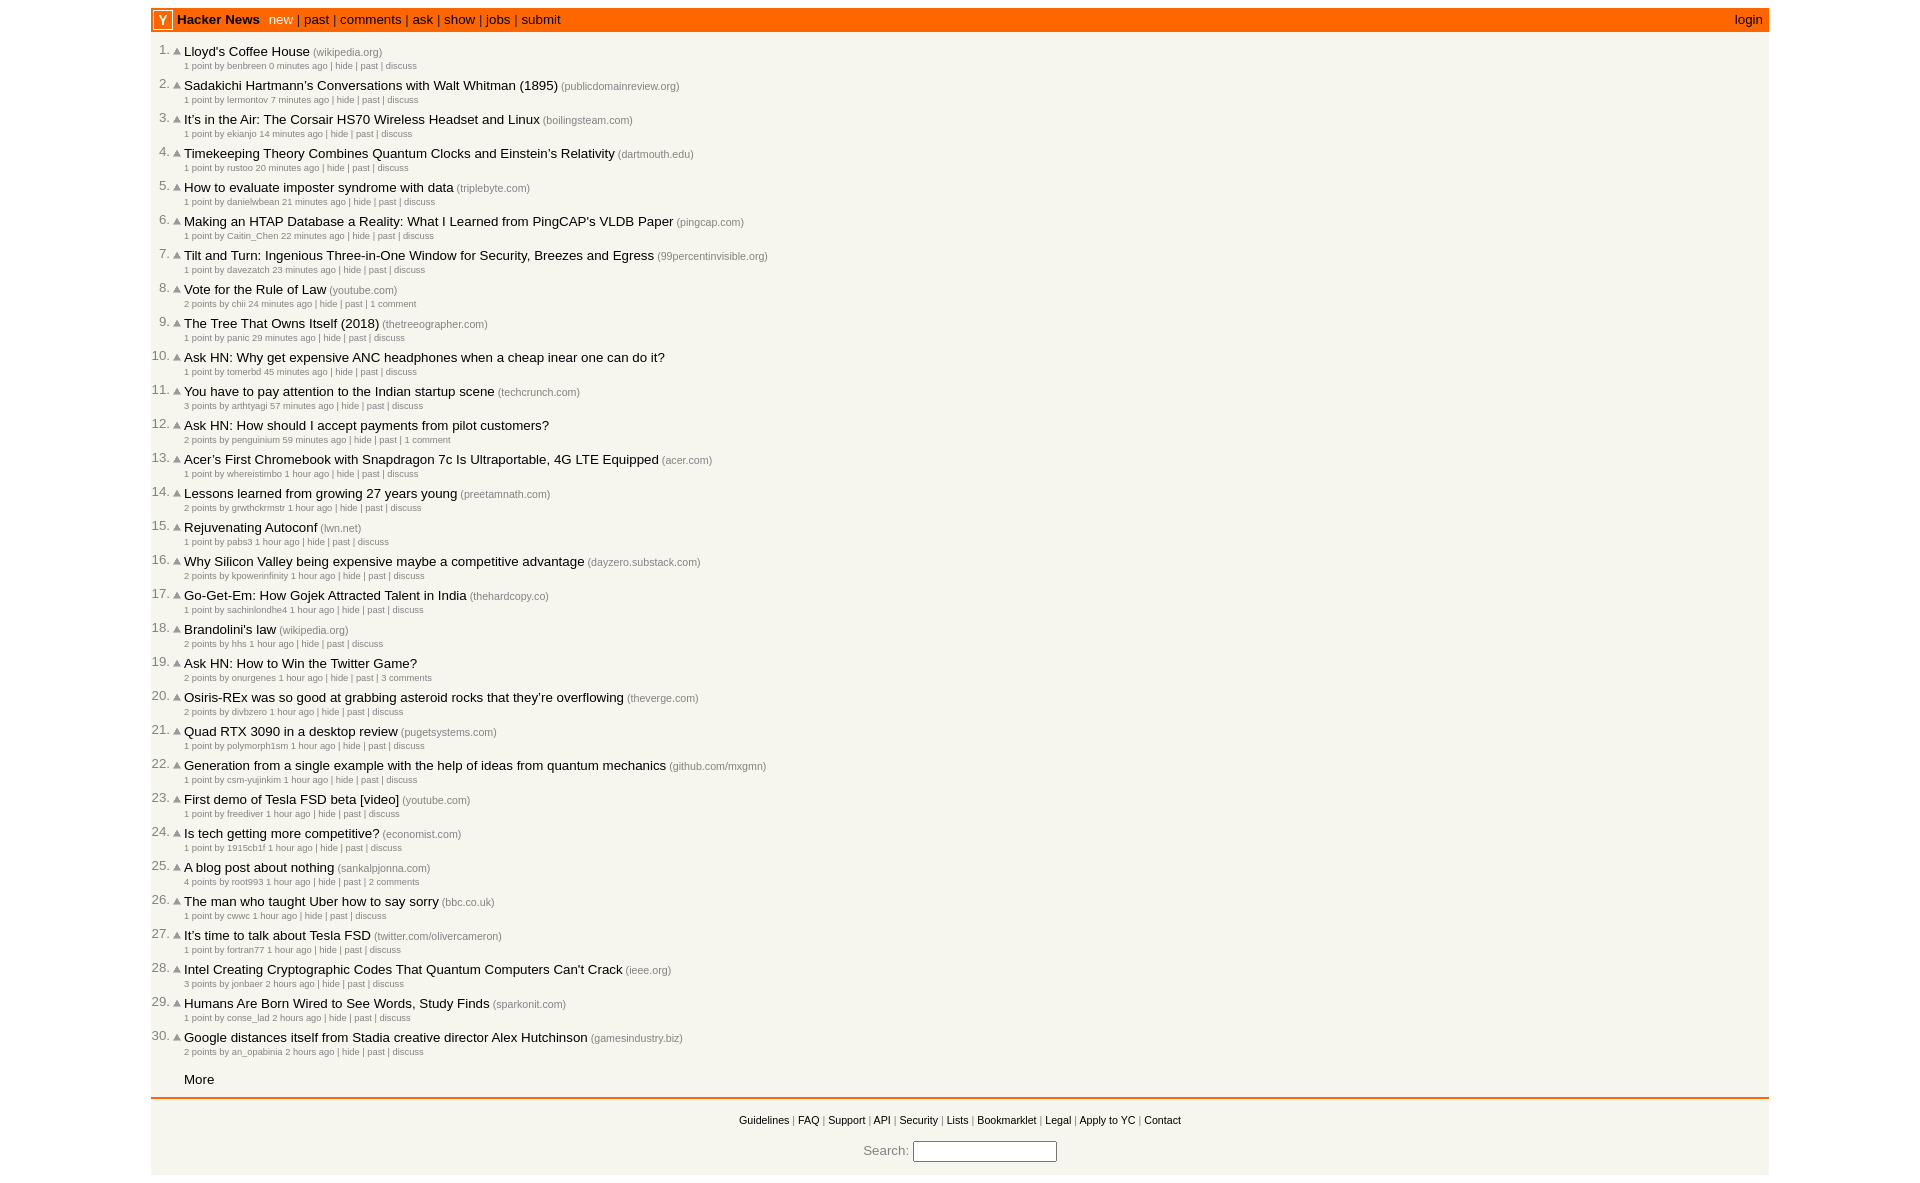 Y Hacker News new | past | comments | ask | show | jobs | submit login
1. Lloyd's Coffee House (wikipedia.org)
1 point by benbreen 0 minutes ago | hide | past | discuss
2. Sadakichi Hartmann’s Conversations with Walt Whitman (1895) (publicdomainreview.org)
1 point by lermontov 7 minutes ago | hide | past | discuss
3. It’s in the Air: The Corsair HS70 Wireless Headset and Linux (boilingsteam.com)
1 point by ekianjo 14 minutes ago | hide | past | discuss
4. Timekeeping Theory Combines Quantum Clocks and Einstein’s Relativity (dartmouth.edu)
1 point by rustoo 20 minutes ago | hide | past | discuss
5. How to evaluate imposter syndrome with data (triplebyte.com)
1 point by danielwbean 21 minutes ago | hide | past | discuss
6. Making an HTAP Database a Reality: What I Learned from PingCAP's VLDB Paper (pingcap.com)
1 point by Caitin_Chen 22 minutes ago | hide | past | discuss
7. Tilt and Turn: Ingenious Three-in-One Window for Security, Breezes and Egress (99percentinvisible.org)
1 point by davezatch 23 minutes ago | hide | past | discuss
8. Vote for the Rule of Law (youtube.com)
2 points by chii 24 minutes ago | hide | past | 1 comment
9. The Tree That Owns Itself (2018) (thetreeographer.com)
1 point by panic 29 minutes ago | hide | past | discuss
10. Ask HN: Why get expensive ANC headphones when a cheap inear one can do it?
1 point by tomerbd 45 minutes ago | hide | past | discuss
11. You have to pay attention to the Indian startup scene (techcrunch.com)
3 points by arthtyagi 57 minutes ago | hide | past | discuss
12. Ask HN: How should I accept payments from pilot customers?
2 points by penguinium 59 minutes ago | hide | past | 1 comment
13. Acer’s First Chromebook with Snapdragon 7c Is Ultraportable, 4G LTE Equipped (acer.com)
1 point by whereistimbo 1 hour ago | hide | past | discuss
14. Lessons learned from growing 27 years young (preetamnath.com)
2 points by grwthckrmstr 1 hour ago | hide | past | discuss
15. Rejuvenating Autoconf (lwn.net)
1 point by pabs3 1 hour ago | hide | past | discuss
16. Why Silicon Valley being expensive maybe a competitive advantage (dayzero.substack.com)
2 points by kpowerinfinity 1 hour ago | hide | past | discuss
17. Go-Get-Em: How Gojek Attracted Talent in India (thehardcopy.co)
1 point by sachinlondhe4 1 hour ago | hide | past | discuss
18. Brandolini's law (wikipedia.org)
2 points by hhs 1 hour ago | hide | past | discuss
19. Ask HN: How to Win the Twitter Game?
2 points by onurgenes 1 hour ago | hide | past | 3 comments
20. Osiris-REx was so good at grabbing asteroid rocks that they’re overflowing (theverge.com)
2 points by divbzero 1 hour ago | hide | past | discuss
21. Quad RTX 3090 in a desktop review (pugetsystems.com)
1 point by polymorph1sm 1 hour ago | hide | past | discuss
22. Generation from a single example with the help of ideas from quantum mechanics (github.com/mxgmn)
1 point by csm-yujinkim 1 hour ago | hide | past | discuss
23. First demo of Tesla FSD beta [video] (youtube.com)
1 point by freediver 1 hour ago | hide | past | discuss
24. Is tech getting more competitive? (economist.com)
1 point by 1915cb1f 1 hour ago | hide | past | discuss
25. A blog post about nothing (sankalpjonna.com)
4 points by root993 1 hour ago | hide | past | 2 comments
26. The man who taught Uber how to say sorry (bbc.co.uk)
1 point by cwwc 1 hour ago | hide | past | discuss
27. It’s time to talk about Tesla FSD (twitter.com/olivercameron)
1 point by fortran77 1 hour ago | hide | past | discuss
28. Intel Creating Cryptographic Codes That Quantum Computers Can't Crack (ieee.org)
3 points by jonbaer 2 hours ago | hide | past | discuss
29. Humans Are Born Wired to See Words, Study Finds (sparkonit.com)
1 point by conse_lad 2 hours ago | hide | past | discuss
30. Google distances itself from Stadia creative director Alex Hutchinson (gamesindustry.biz)
2 points by an_opabinia 2 hours ago | hide | past | discuss
More
Guidelines | FAQ | Support | API | Security | Lists | Bookmarklet | Legal | Apply to YC | Contact
Search: